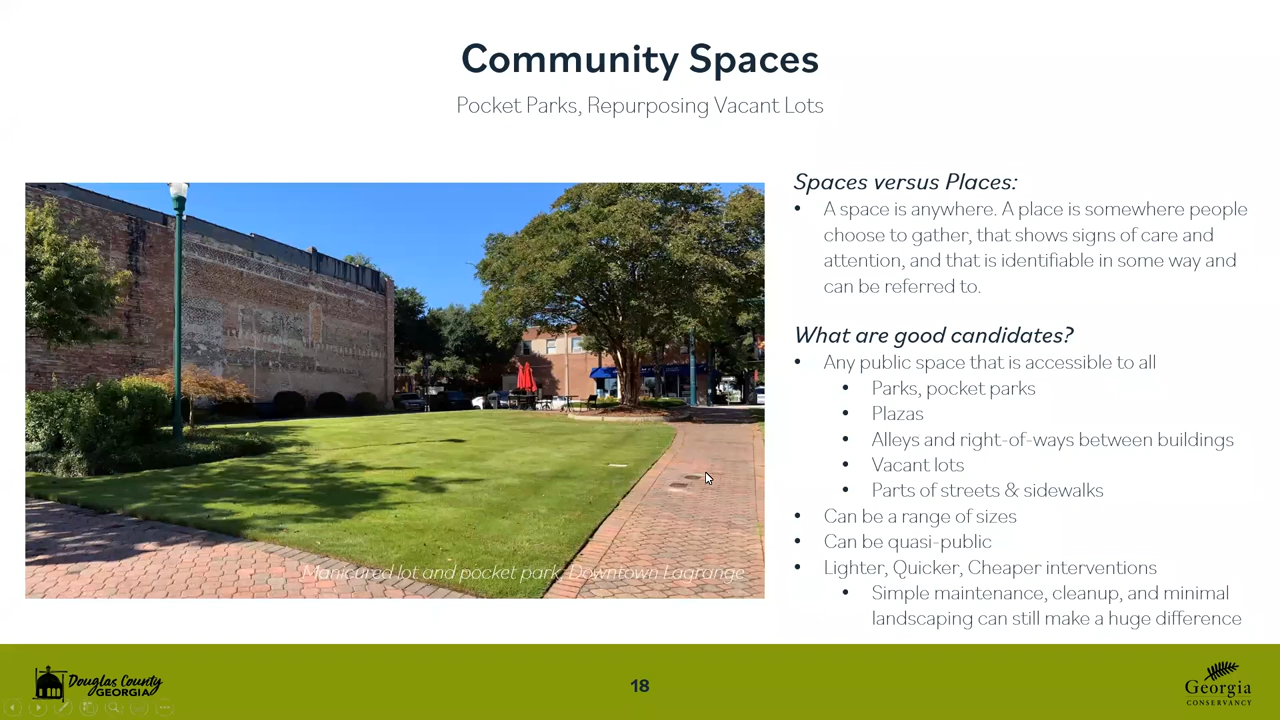 Community Spaces
Pocket Parks, Repurposing Vacant Lots
Spaces versus Places:
• A space is anywhere. A place is somewhere people
choose to gather, that shows signs of care and
attention, and that is identifiable in some way and
can be referred to.
What are good candidates?
• Any public space that is accessible to all
• Parks, pocket parks
• Plazas
• Alleys and right-of-ways between buildings
• Vacant lots
• Parts of streets & sidewalks
• Can be a range of sizes
• Can be quasi-public
• Lighter, Quicker, Cheaper interventions
• Simple maintenance, cleanup, and minimal
landscaping can still make a huge difference
Manicured lot and pocket park, Downtown Lagrange
Douglas County
GEORGIA
18
Georgia
CONSERVANCY